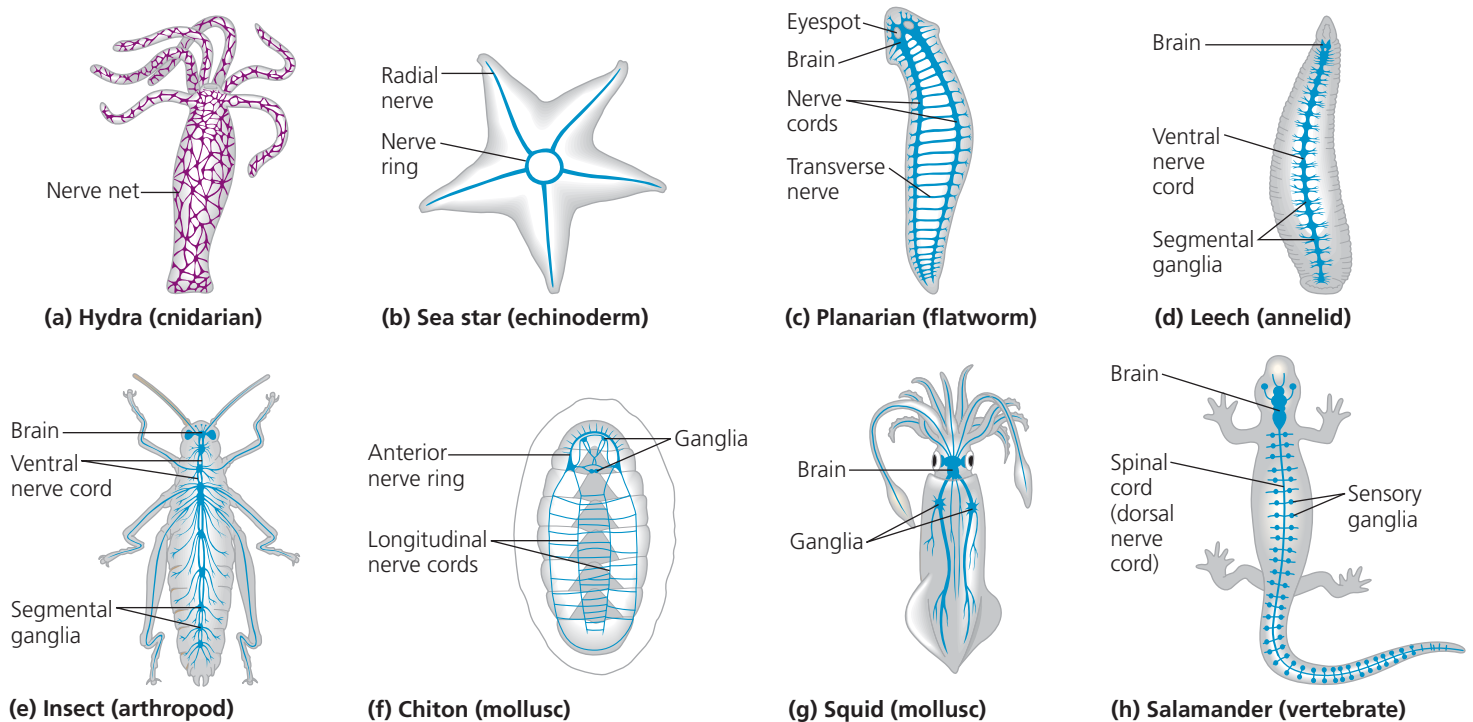 Nerve net
(a) Hydra (cnidarian)
Radial
nerve
Nerve
ring
(b) Sea star (echinoderm)
Eyespot
Brain
Nerve
cords
Transverse
nerve
(c) Planarian (flatworm)
Brain
Ventral
nerve
cord
Segmental
ganglia
(d) Leech (annelid)
Brain
Ventral
nerve cord
Segmental
ganglia
(e) Insect (arthropod)
Anterior
nerve ring
Ganglia
Longitudinal
nerve cords
(f) Chiton (mollusc)
Brain
Ganglia
(g) Squid (mollusc)
Brain
Spinal
cord
(dorsal
nerve
cord)
Sensory
ganglia
(h) Salamander (vertebrate)